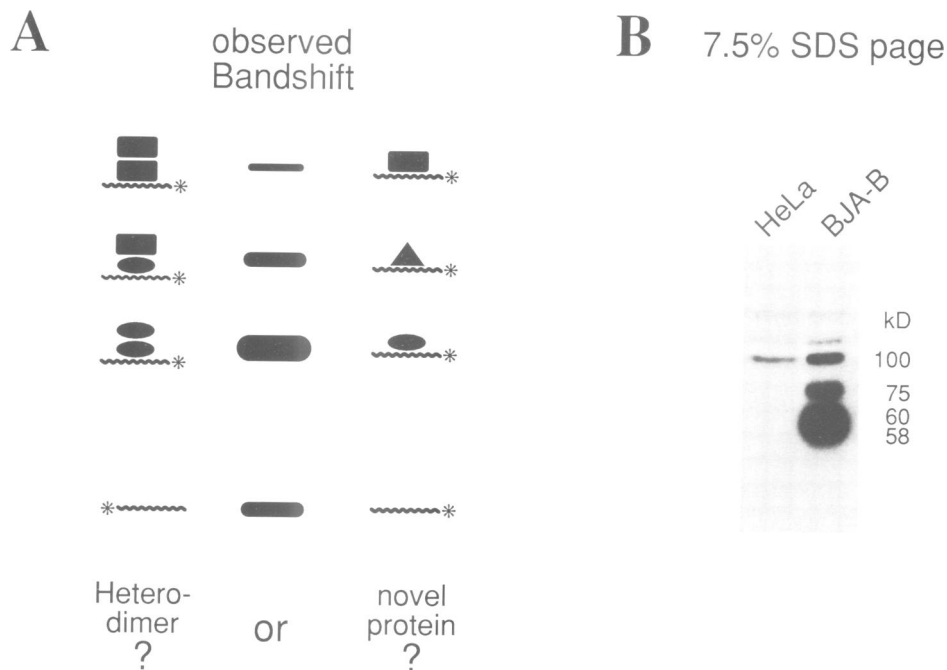 A
observed
Bandshift
*
*
*
*
*
*
*
*
Hetero-
dimer
?
or
novel
protein
?
B
7.5% SDS page
HeLa
BJA-B
kD
100
75
60
58